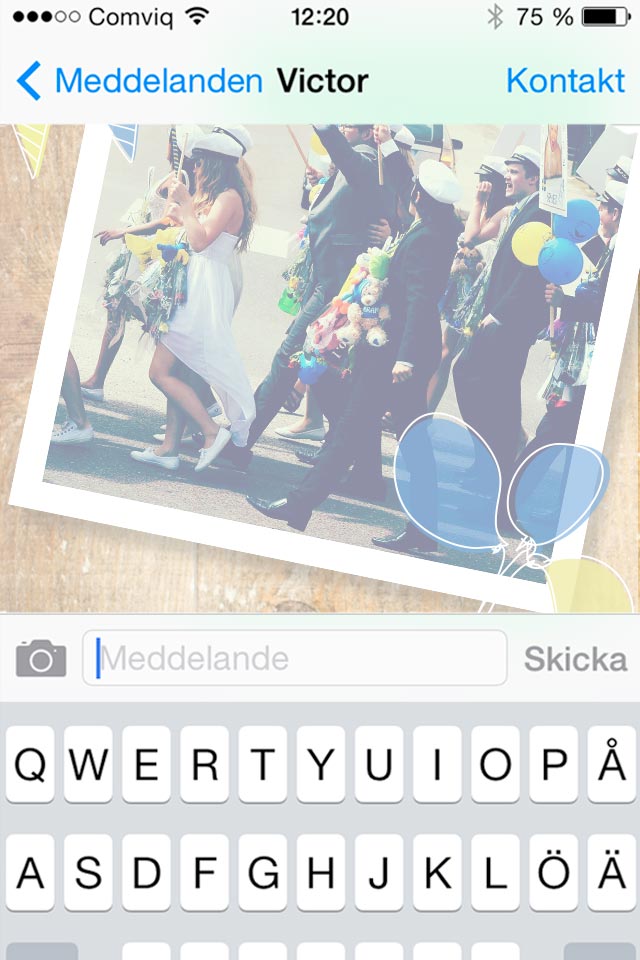 Comviq 12:20 75 %
Meddelanden Victor Kontakt
Meddelande Skicka
Q W E R T Y U I O P Å
A S D F G H J K L Ö Ä